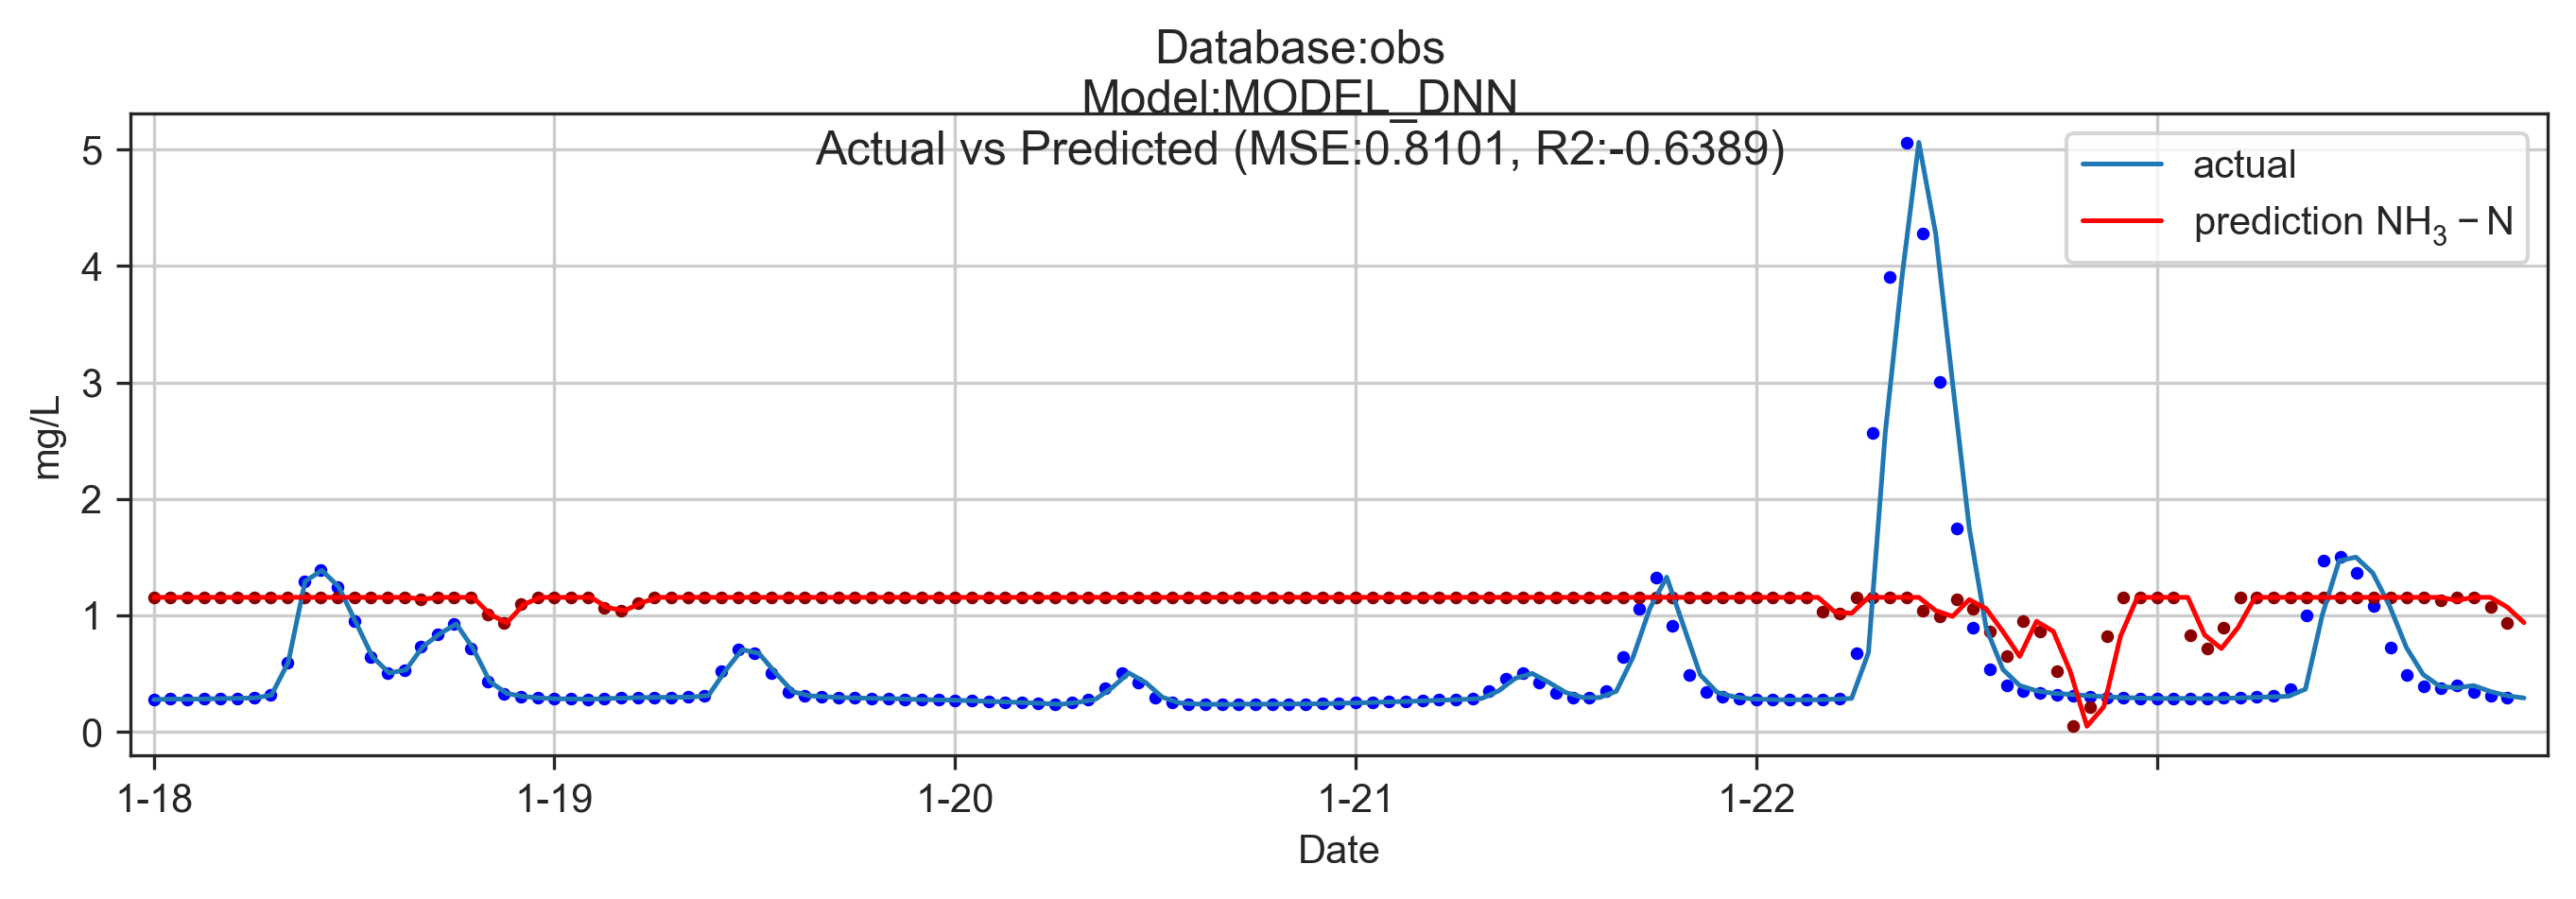 Database:obs
Model:MODEL_DNN
Actual vs Predicted (MSE:0.8101, R2:-0.6389)
actual
prediction NH₃ − N
5
4
3
2
1
0
mg/L
1-18 1-19 1-20 1-21 1-22
Date